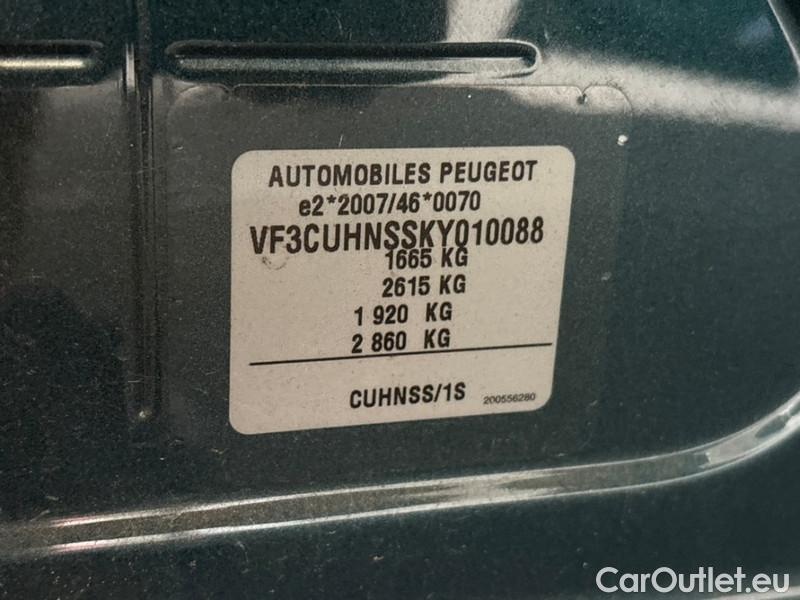 AUTOMOBILES PEUGEOT
e2*2007/46*0070
VF3CUHNSSKY010088
1665 KG
2615 KG
1 920 KG
2 860 KG
CUHNSS/1S 200556280
CarOutlet.eu